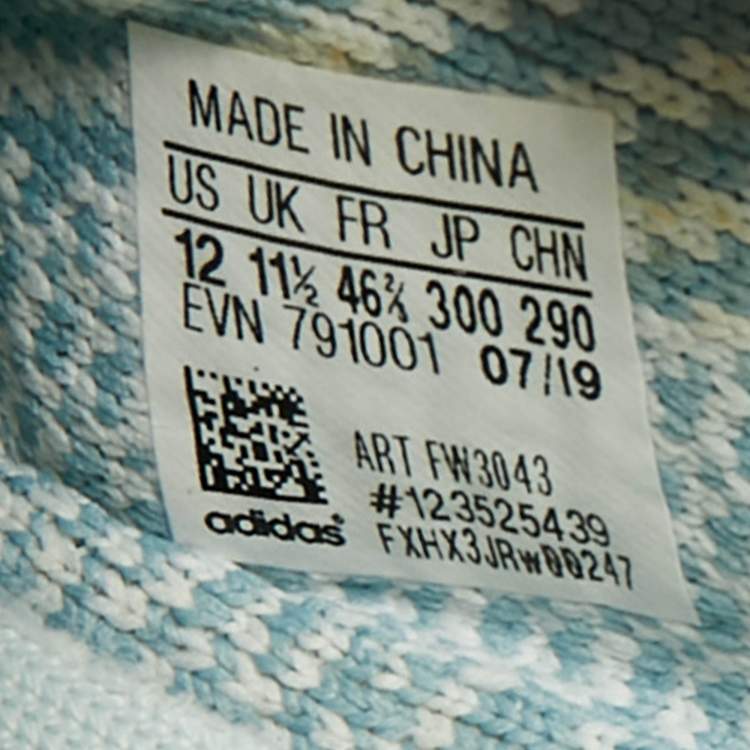 MADE IN CHINA
US UK FR JP CHN
12 11½ 46⅔ 300 290
EVN 791001 07/19
ART FW3043
#123525439
adidas®
FXHX3JRW00247